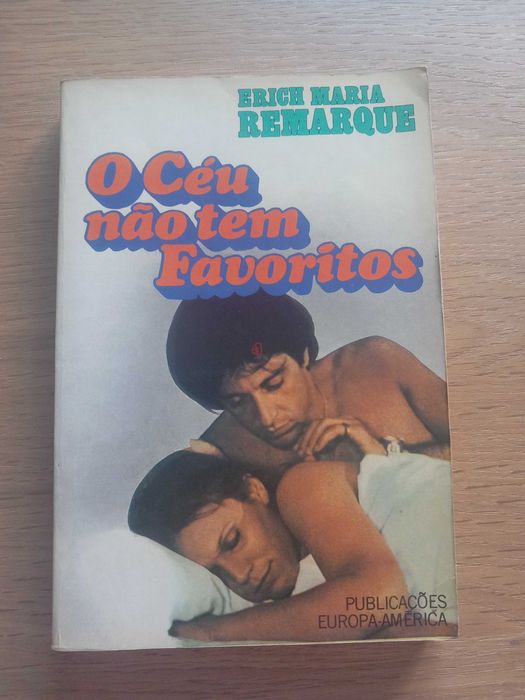 ERICH MARIA
REMARQUE
O Céu
não tem
Favoritos
PUBLICAÇÕES
EUROPA-AMÉRICA